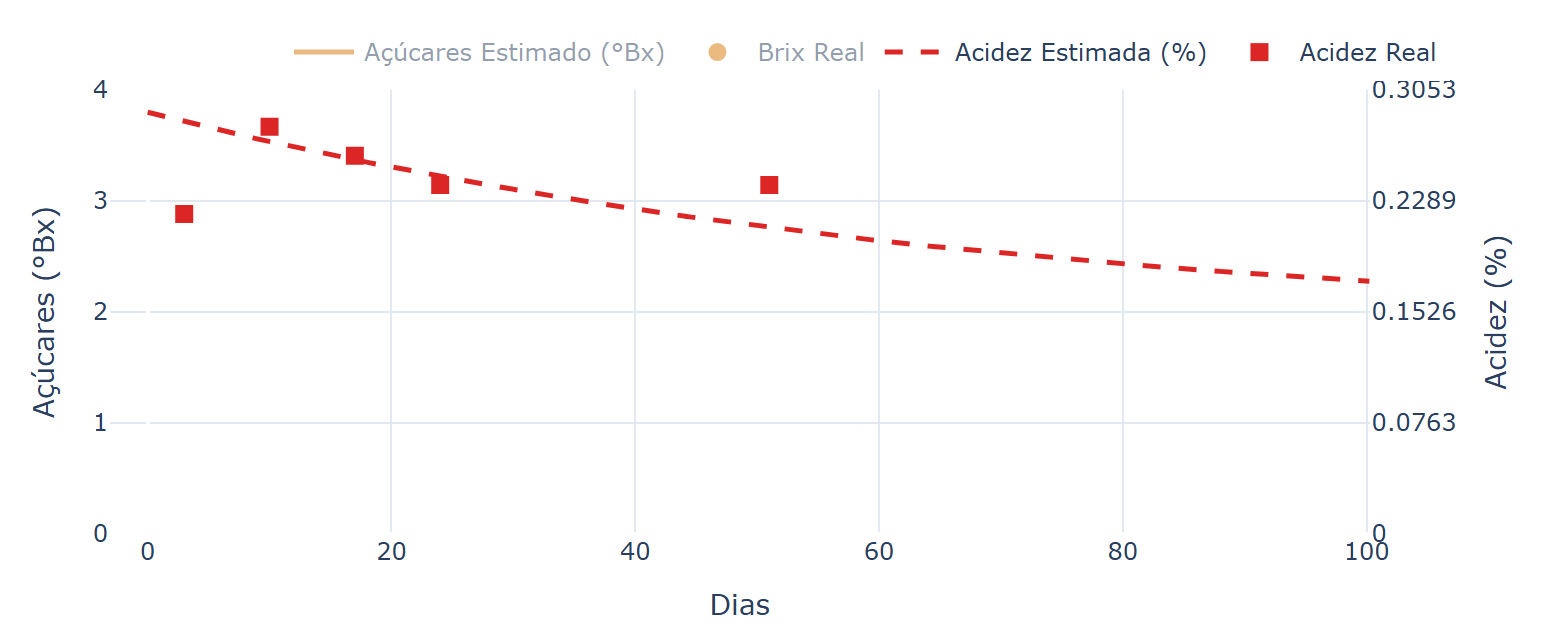 Açúcares Estimado (°Bx) Brix Real Acidez Estimada (%) Acidez Real
4
3
2
1
0
Açúcares (°Bx)
0.3053
0.2289
0.1526
0.0763
0
Acidez (%)
0 20 40 60 80 100
Dias